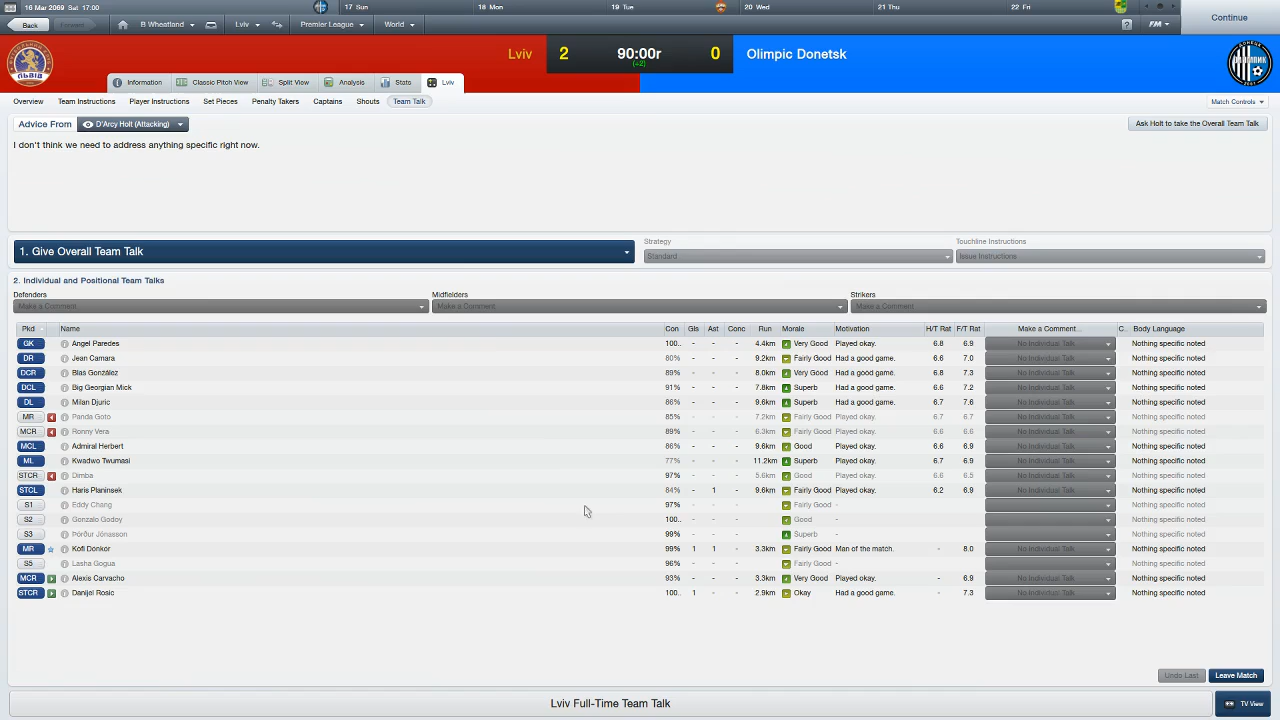 16 Mar 2069 Sat 17:00 17 Sun 18 Mon 19 Tue 20 Wed 21 Thu 22 Fri
Back Forward B Wheatland Lviv Premier League World ? FM Continue
Lviv 2 90:00r (+2) 0 Olimpic Donetsk
Information Classic Pitch View Split View Analysis Stats Lviv
Overview Team Instructions Player Instructions Set Pieces Penalty Takers Captains Shouts Team Talk Match Controls
Advice From D'Arcy Holt (Attacking) Ask Holt to take the Overall Team Talk
I don't think we need to address anything specific right now.
Strategy Touchline Instructions
1. Give Overall Team Talk Standard Issue Instructions
2. Individual and Positional Team Talks
Defenders Midfielders Strikers
Make a Comment Make a Comment Make a Comment
Pkd Name Con Gls Ast Conc Run Morale Motivation H/T Rat F/T Rat Make a Comment... C.. Body Language
GK Angel Paredes 100.. - - - 4.4km Very Good Played okay. 6.8 6.9 No Individual Talk Nothing specific noted
DR Jean Camara 80% - - - 9.2km Fairly Good Had a good game. 6.6 7.0 No Individual Talk Nothing specific noted
DCR Blas González 89% - - - 8.0km Very Good Had a good game. 6.8 7.3 No Individual Talk Nothing specific noted
DCL Big Georgian Mick 91% - - - 7.8km Superb Had a good game. 6.6 7.2 No Individual Talk Nothing specific noted
DL Milan Djuric 86% - - - 9.6km Superb Had a good game. 6.7 7.6 No Individual Talk Nothing specific noted
MR Panda Goto 85% - - - 7.2km Fairly Good Played okay. 6.7 6.7 No Individual Talk Nothing specific noted
MCR Ronny Vera 89% - - - 6.3km Fairly Good Played okay. 6.6 6.6 No Individual Talk Nothing specific noted
MCL Admiral Herbert 86% - - - 9.6km Good Played okay. 6.6 6.9 No Individual Talk Nothing specific noted
ML Kwadwo Twumasi 77% - - - 11.2km Superb Played okay. 6.7 6.9 No Individual Talk Nothing specific noted
STCR Dimba 97% - - - 5.6km Good Played okay. 6.6 6.5 No Individual Talk Nothing specific noted
STCL Haris Planinsek 84% - 1 - 9.6km Fairly Good Played okay. 6.2 6.9 No Individual Talk Nothing specific noted
S1 Eddy Chang 97% - - - Fairly Good - Nothing specific noted
S2 Gonzalo Godoy 100.. - - - Good - Nothing specific noted
S3 Þórður Jónasson 99% - - - Superb - Nothing specific noted
MR Kofi Donkor 99% 1 1 - 3.3km Fairly Good Man of the match. - 8.0 No Individual Talk Nothing specific noted
S5 Lasha Gogua 96% - - - Fairly Good - Nothing specific noted
MCR Alexis Carvacho 93% - - - 3.3km Very Good Played okay. - 6.9 No Individual Talk Nothing specific noted
STCR Danijel Rosic 100.. 1 - - 2.9km Okay Had a good game. - 7.3 No Individual Talk Nothing specific noted
Undo Last Leave Match
Lviv Full-Time Team Talk TV View